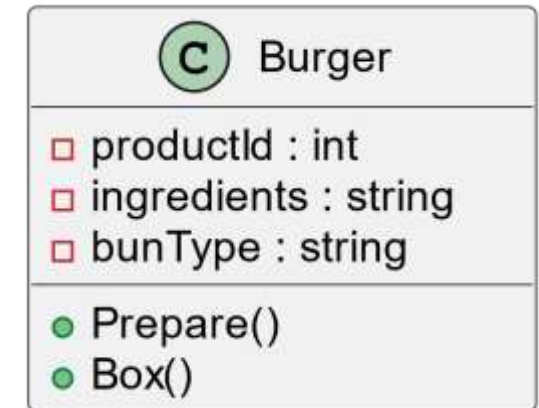 C Burger
productId : int
ingredients : string
bunType : string
Prepare()
Box()